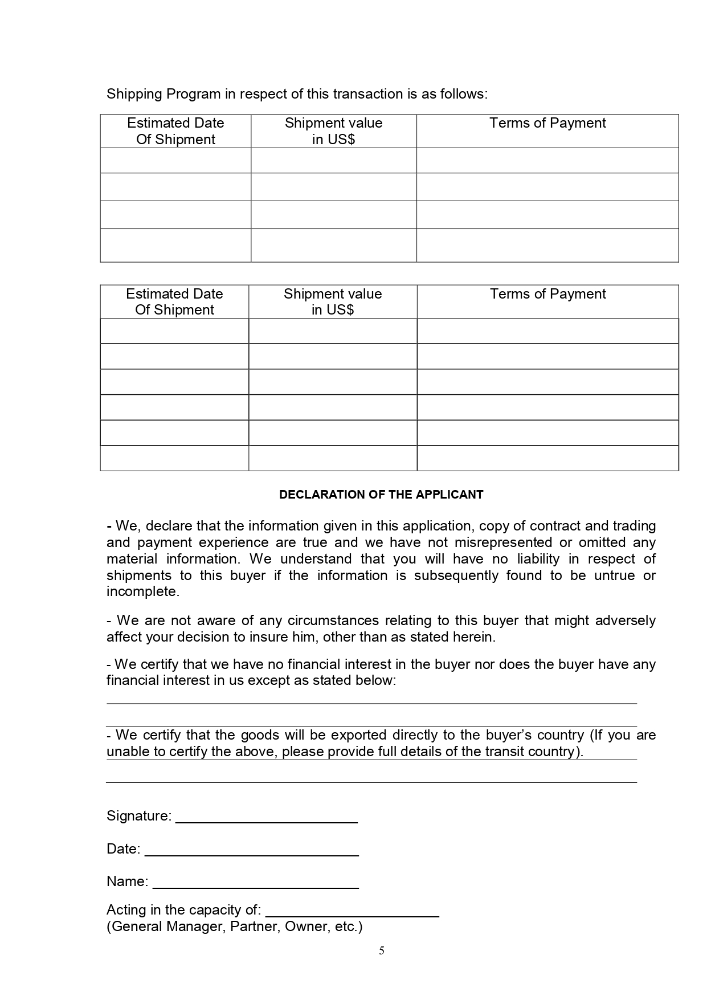 Shipping Program in respect of this transaction is as follows:
Estimated Date Of Shipment
Shipment value in US$
Terms of Payment
Estimated Date Of Shipment
Shipment value in US$
Terms of Payment
DECLARATION OF THE APPLICANT
- We, declare that the information given in this application, copy of contract and trading
and payment experience are true and we have not misrepresented or omitted any
material information. We understand that you will have no liability in respect of
shipments to this buyer if the information is subsequently found to be untrue or
incomplete.
- We are not aware of any circumstances relating to this buyer that might adversely
affect your decision to insure him, other than as stated herein.
- We certify that we have no financial interest in the buyer nor does the buyer have any
financial interest in us except as stated below:
- We certify that the goods will be exported directly to the buyer’s country (If you are
unable to certify the above, please provide full details of the transit country).
Signature:
Date:
Name:
Acting in the capacity of:
(General Manager, Partner, Owner, etc.)
5